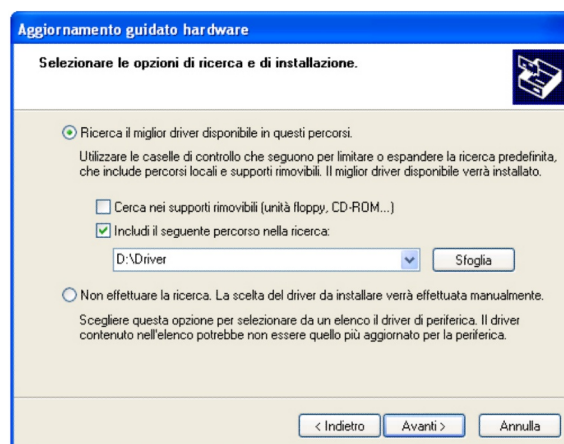 Aggiornamento guidato hardware
Selezionare le opzioni di ricerca e di installazione.
Ricerca il miglior driver disponibile in questi percorsi.
Utilizzare le caselle di controllo che seguono per limitare o espandere la ricerca predefinita,
che include percorsi locali e supporti rimovibili. Il miglior driver disponibile verrà installato.
Cerca nei supporti rimovibili (unità floppy, CD-ROM...)
Includi il seguente percorso nella ricerca:
D:\Driver
Sfoglia
Non effettuare la ricerca. La scelta del driver da installare verrà effettuata manualmente.
Scegliere questa opzione per selezionare da un elenco il driver di periferica. Il driver
contenuto nell'elenco potrebbe non essere quello più aggiornato per la periferica.
< Indietro
Avanti >
Annulla